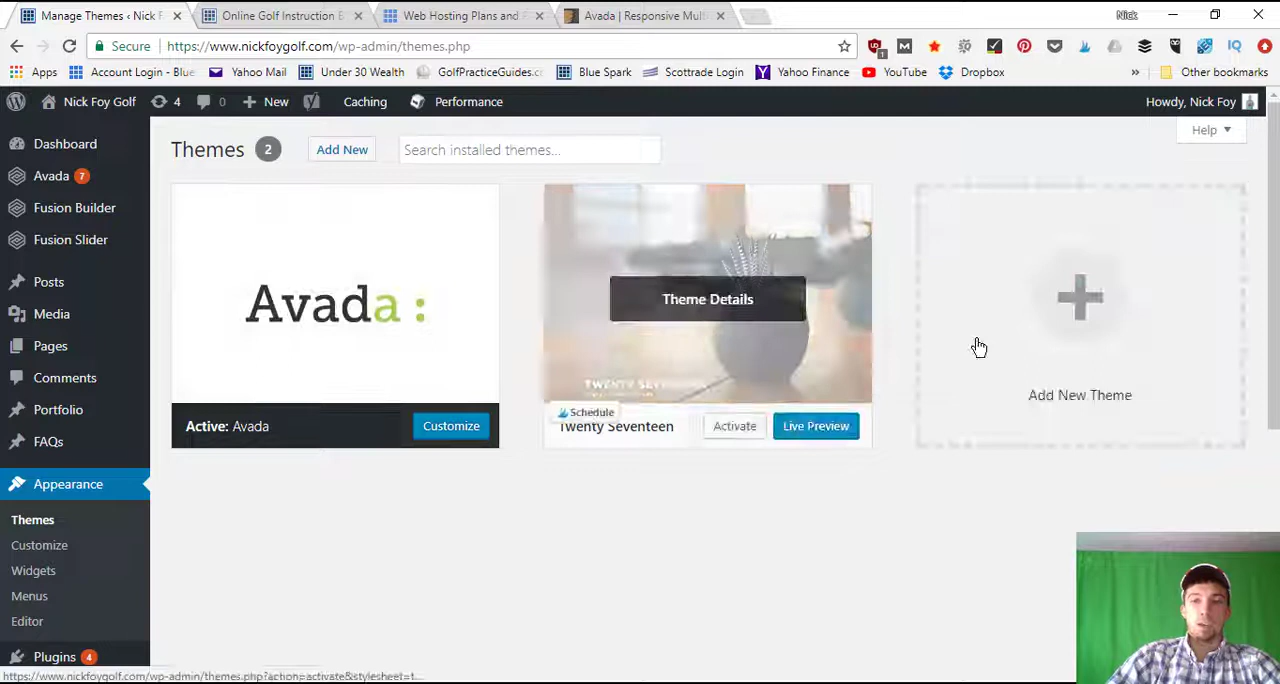 Manage Themes ‹ Nick F
Online Golf Instruction E
Web Hosting Plans and A
Avada | Responsive Mult
Nick
Secure https://www.nickfoygolf.com/wp-admin/themes.php
1
IQ
Apps Account Login - Blue Yahoo Mail Under 30 Wealth GolfPracticeGuides.cc Blue Spark Scottrade Login Yahoo Finance YouTube Dropbox » Other bookmarks
Nick Foy Golf 4 0 New Caching Performance Howdy, Nick Foy
Help
Dashboard
Avada 7
Fusion Builder
Fusion Slider
Posts
Media
Pages
Comments
Portfolio
FAQs
Appearance
Themes
Customize
Widgets
Menus
Editor
Plugins 4
Themes 2 Add New Search installed themes...
Avada :
Active: Avada Customize
Theme Details
TWENTY SEVENTEEN
Schedule
Twenty Seventeen Activate Live Preview
Add New Theme
https://www.nickfoygolf.com/wp-admin/themes.php?action=activate&stylesheet=t...